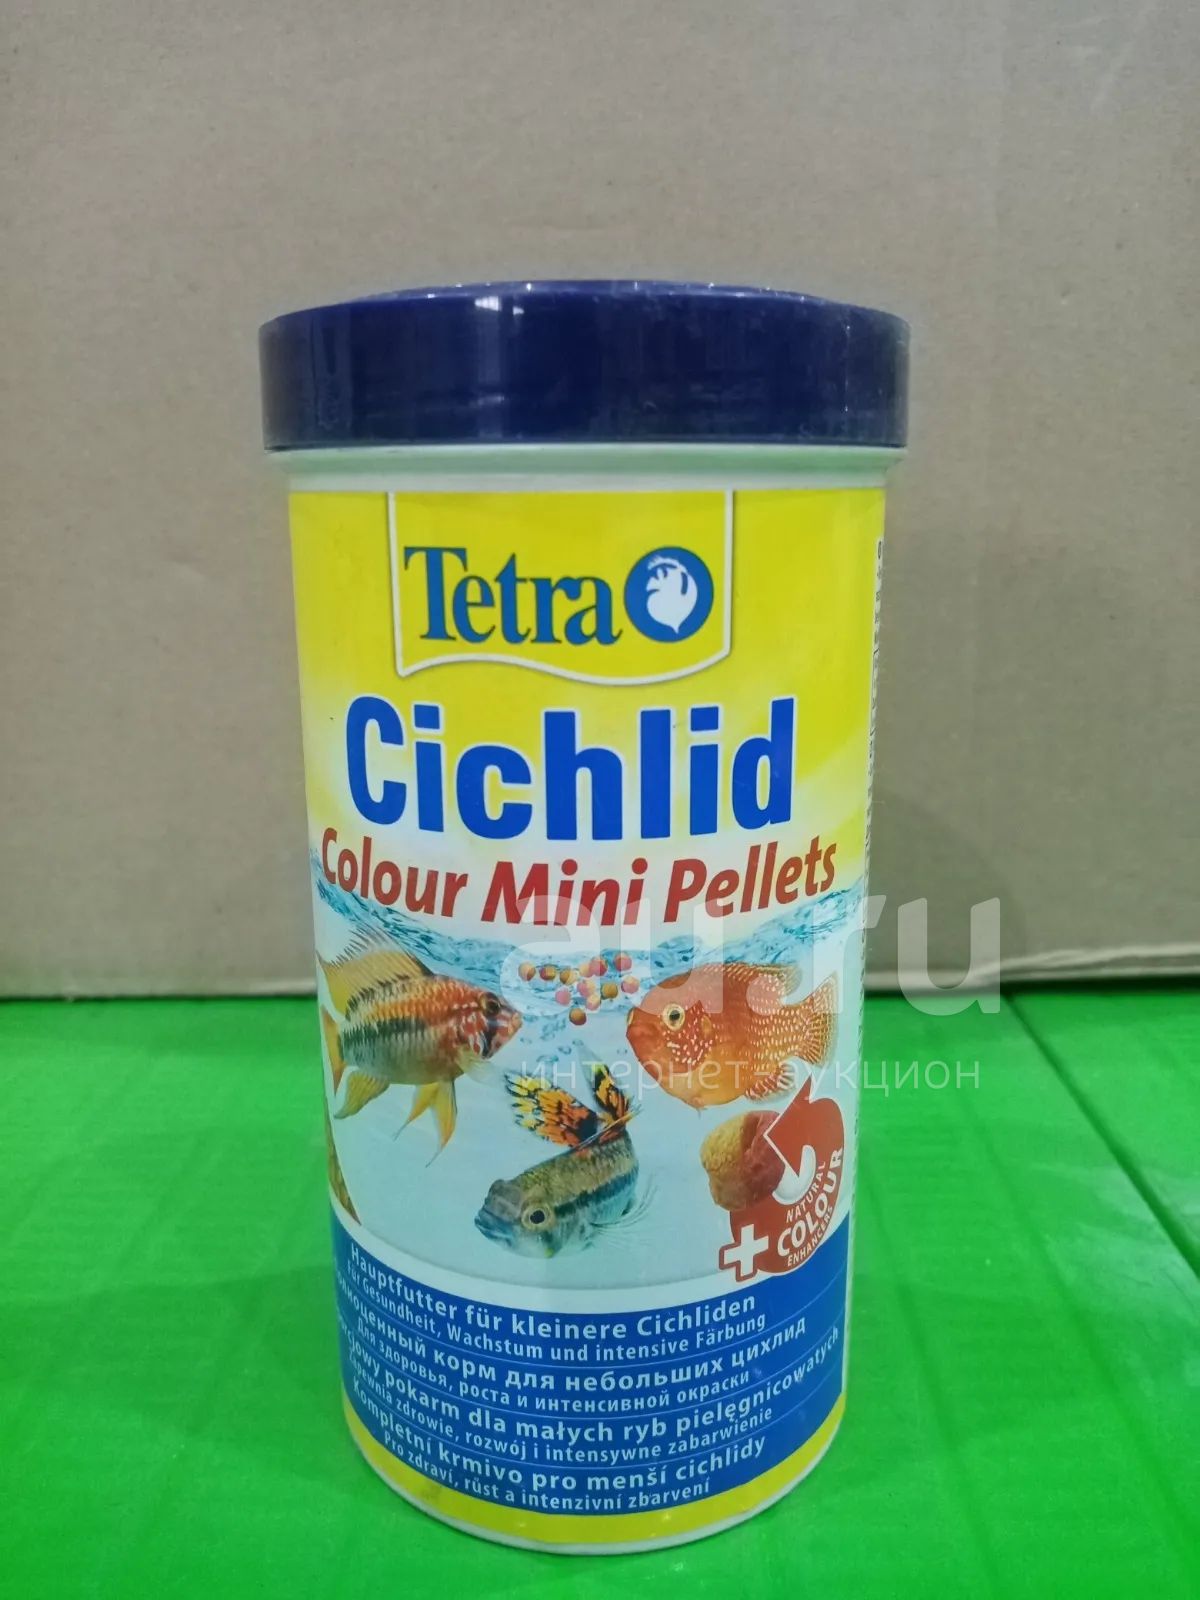 Tetra
Cichlid
Colour Mini Pellets
au.ru
интернет-аукцион
NATURAL
+COLOUR
ENHANCERS
Hauptfutter für kleinere Cichliden
für Gesundheit, Wachstum und intensive Färbung
корм для небольших цихлид
Для здоровья, роста и интенсивной окраски
pokarm dla małych ryb pielęgnicowatych
Zapewnia zdrowie, rozwój i intensywne zabarwienie
Kompletní krmivo pro menší cichlidy
Pro zdraví, růst a intenzivní zbarvení